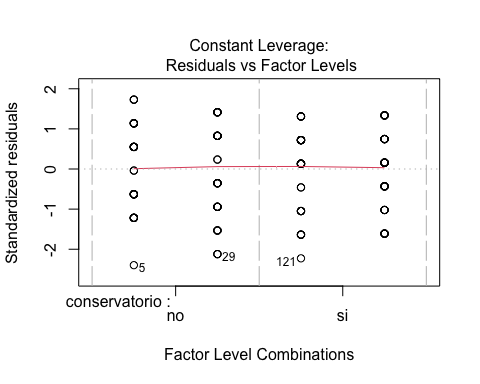 Constant Leverage:
Residuals vs Factor Levels
Standardized residuals
2
1
0
-1
-2
5
29
121
conservatorio :
no
si
Factor Level Combinations